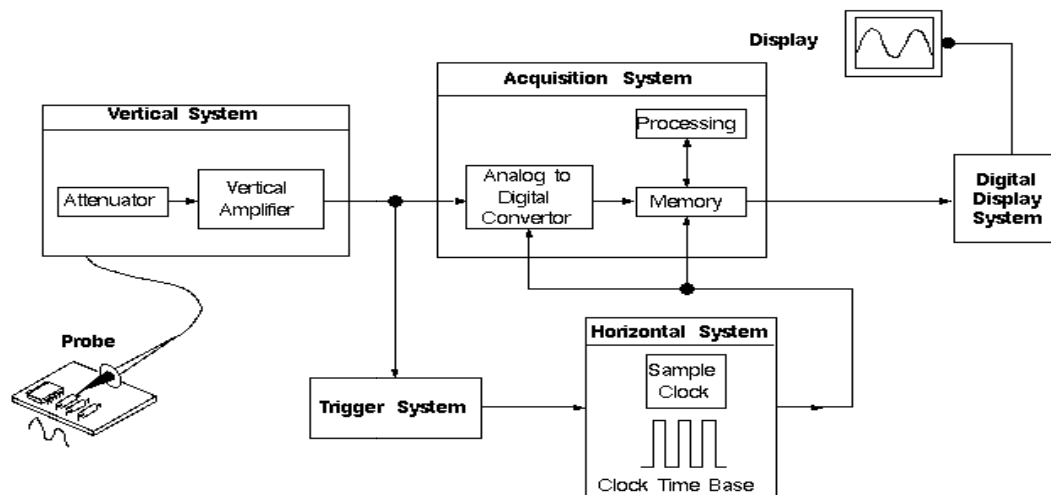 Display
Acquisition System
Vertical System
Processing
Attenuator
Vertical
Amplifier
Analog to
Digital
Convertor
Memory
Digital
Display
System
Probe
Horizontal System
Sample
Clock
Trigger System
Clock Time Base